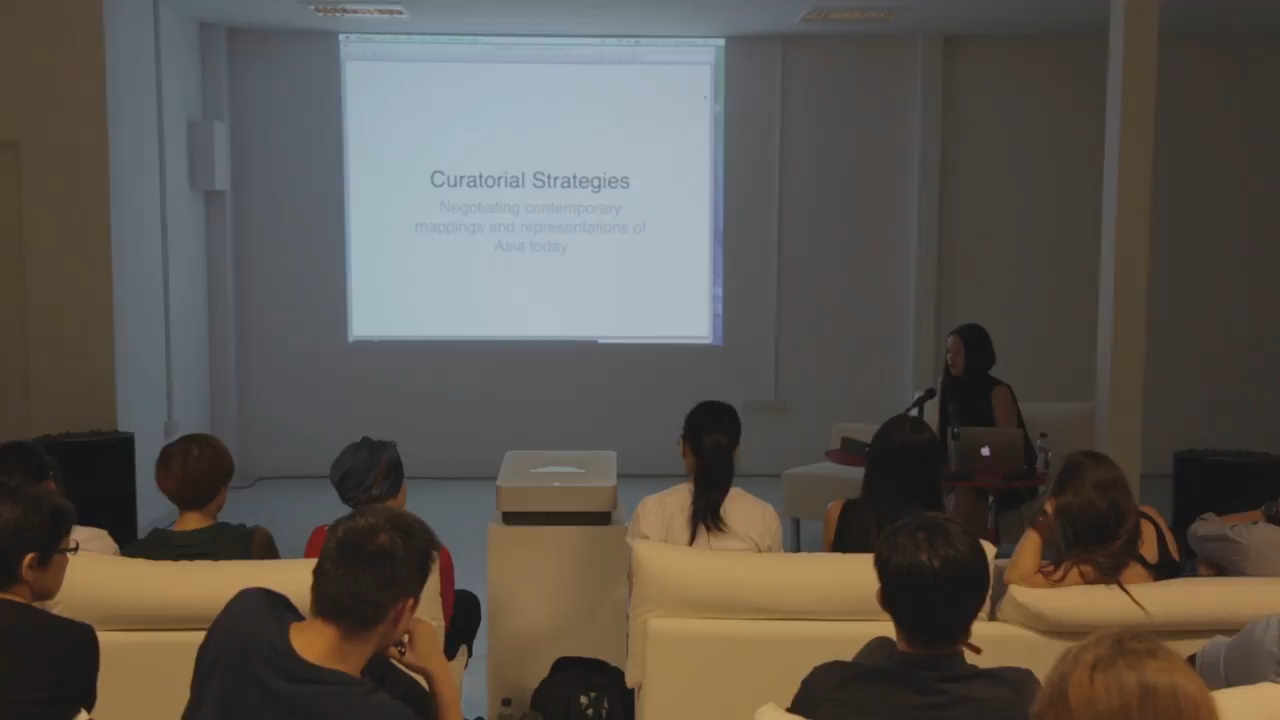 Curatorial Strategies
Negotiating contemporary
mappings and representations of
Asia today